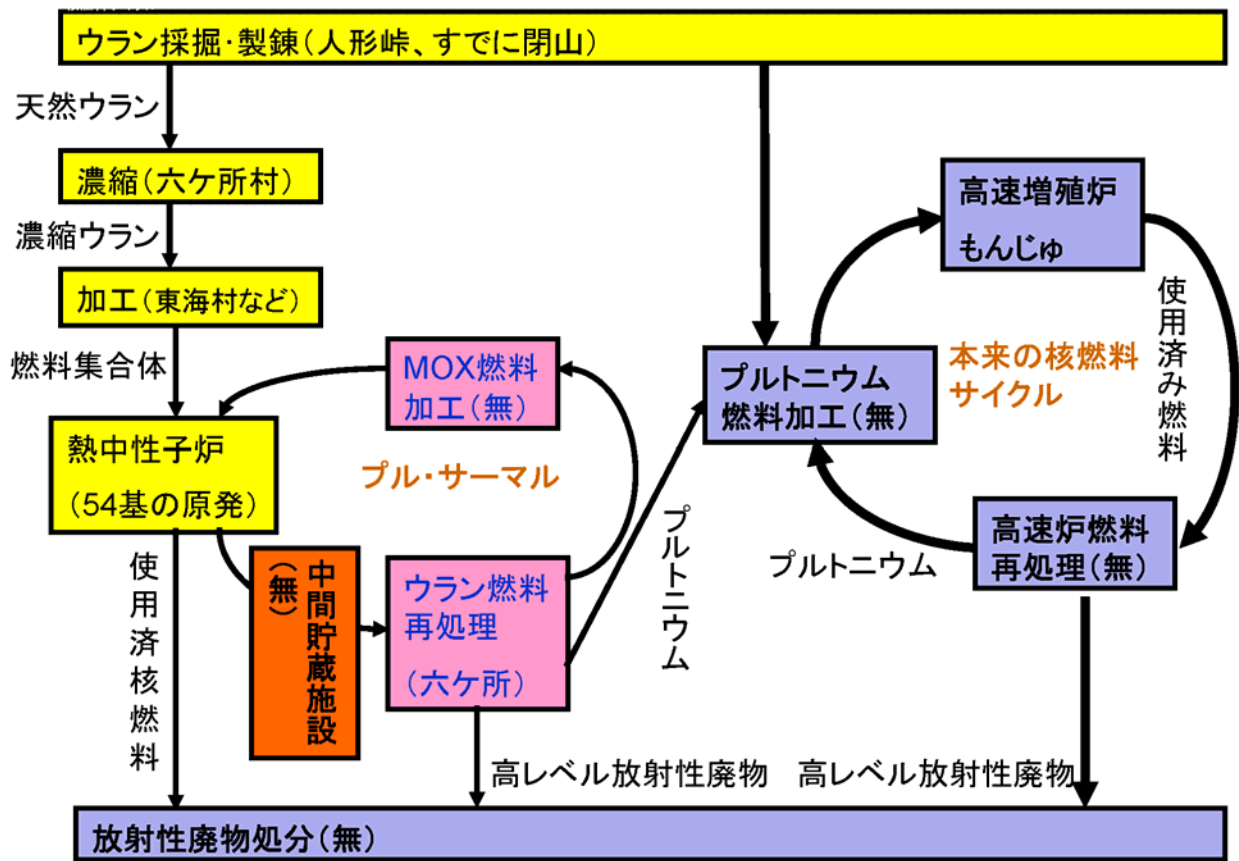 ウラン採掘・製錬(人形峠、すでに閉山)
天然ウラン
濃縮(六ケ所村)
濃縮ウラン
加工(東海村など)
燃料集合体
熱中性子炉
(54基の原発)
使用済核燃料
MOX燃料
加工(無)
プル・サーマル
中間貯蔵施設
(無)
ウラン燃料
再処理
(六ケ所)
プルトニウム
高レベル放射性廃物
プルトニウム
燃料加工(無)
高速増殖炉
もんじゅ
本来の核燃料
サイクル
使用済み燃料
高速炉燃料
再処理(無)
プルトニウム
高レベル放射性廃物
放射性廃物処分(無)